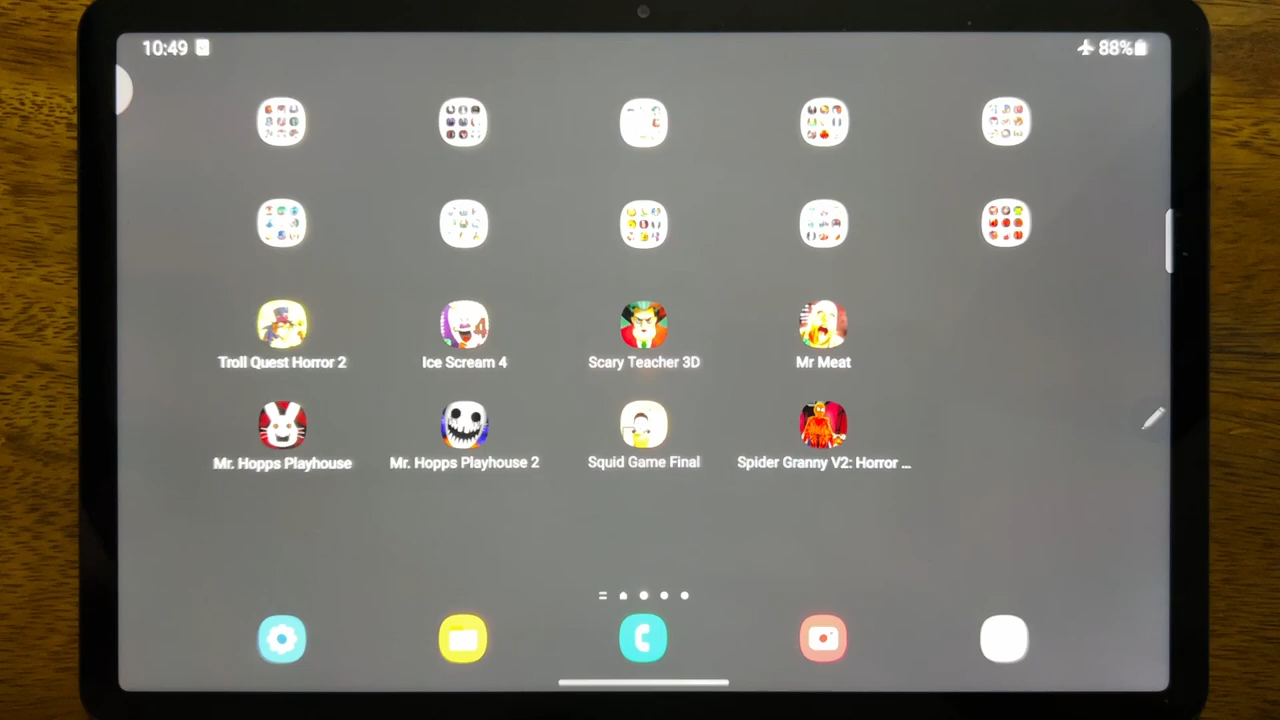 10:49
88%
Troll Quest Horror 2
Ice Scream 4
Scary Teacher 3D
Mr Meat
4
Mr. Hopps Playhouse
Mr. Hopps Playhouse 2
Squid Game Final
Spider Granny V2: Horror ...